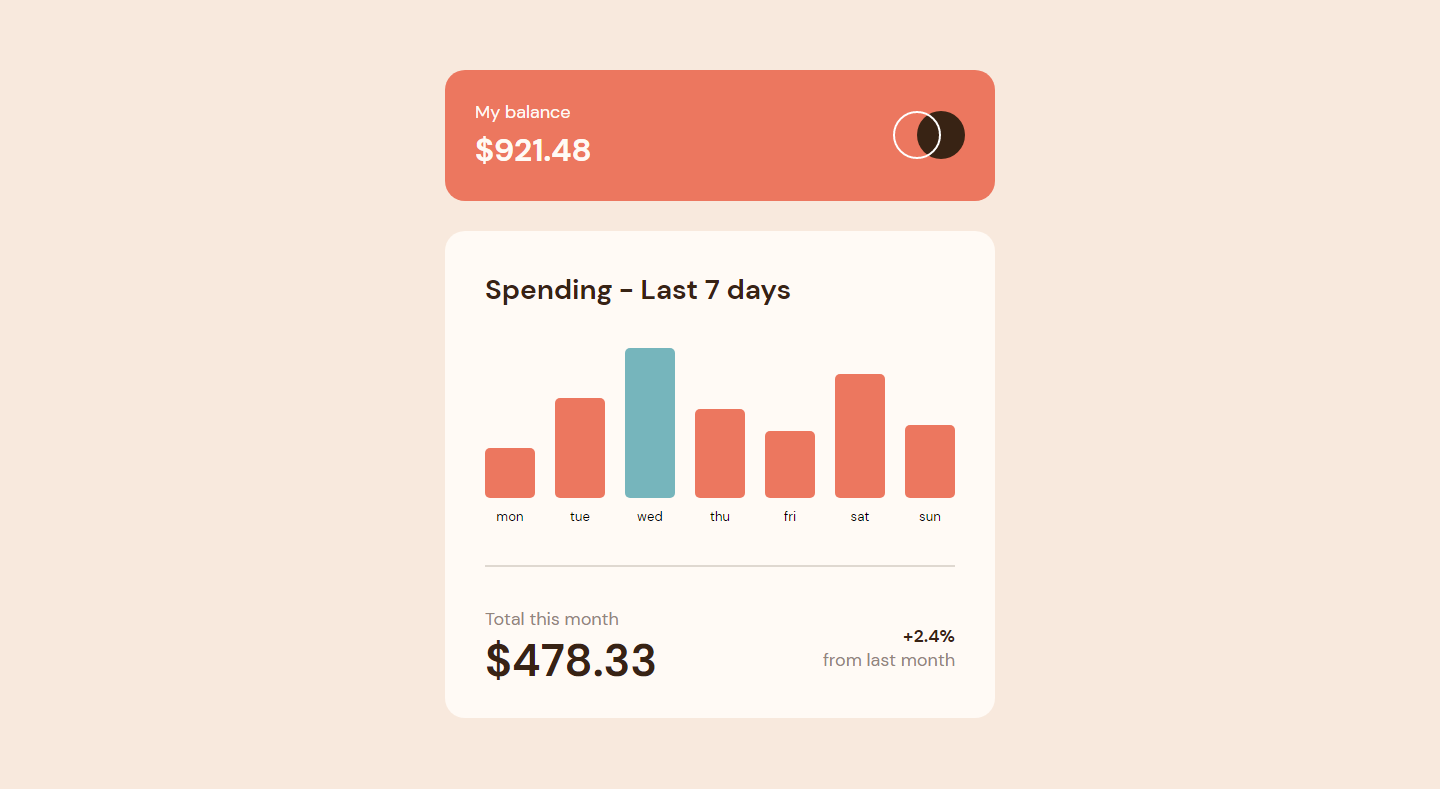 My balance
$921.48
Spending - Last 7 days
mon tue wed thu fri sat sun
Total this month
$478.33
+2.4%
from last month